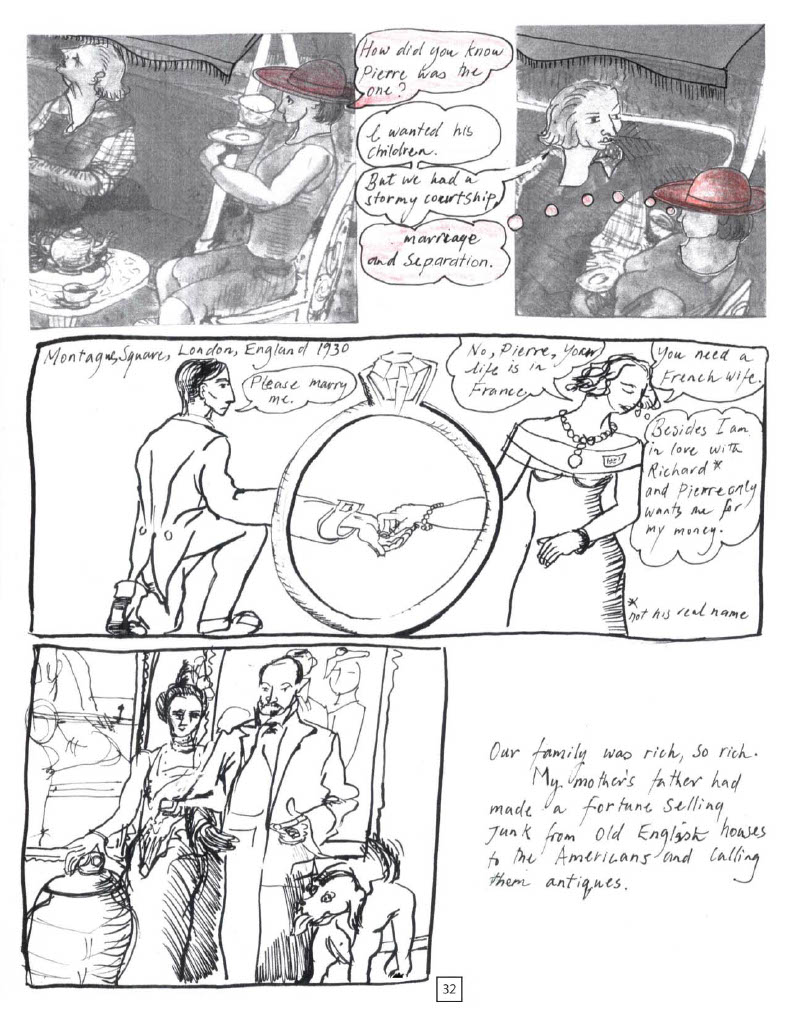 How did you know
Pierre was the
one?
I wanted his
children.
But we had a
stormy courtship,
marriage
and separation.
Montague Square, London, England 1930
Please marry
me.
No, Pierre, your
life is in
France.
You need a
French wife.
Besides I am
in love with
Richard *
and Pierre only
wants me for
my money.
*
not his real name
Our family was rich, so rich.
My mother's father had
made a fortune selling
junk from old English houses
to the Americans and calling
them antiques.
32